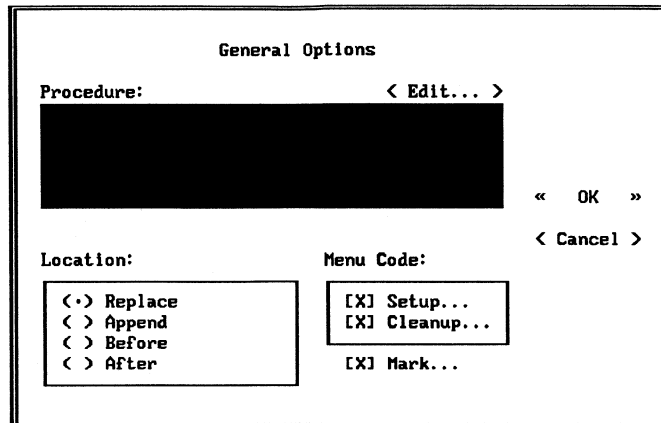 General Options
Procedure: < Edit... >
« OK »
< Cancel >
Location: Menu Code:
(·) Replace [X] Setup...
( ) Append [X] Cleanup...
( ) Before
( ) After [X] Mark...